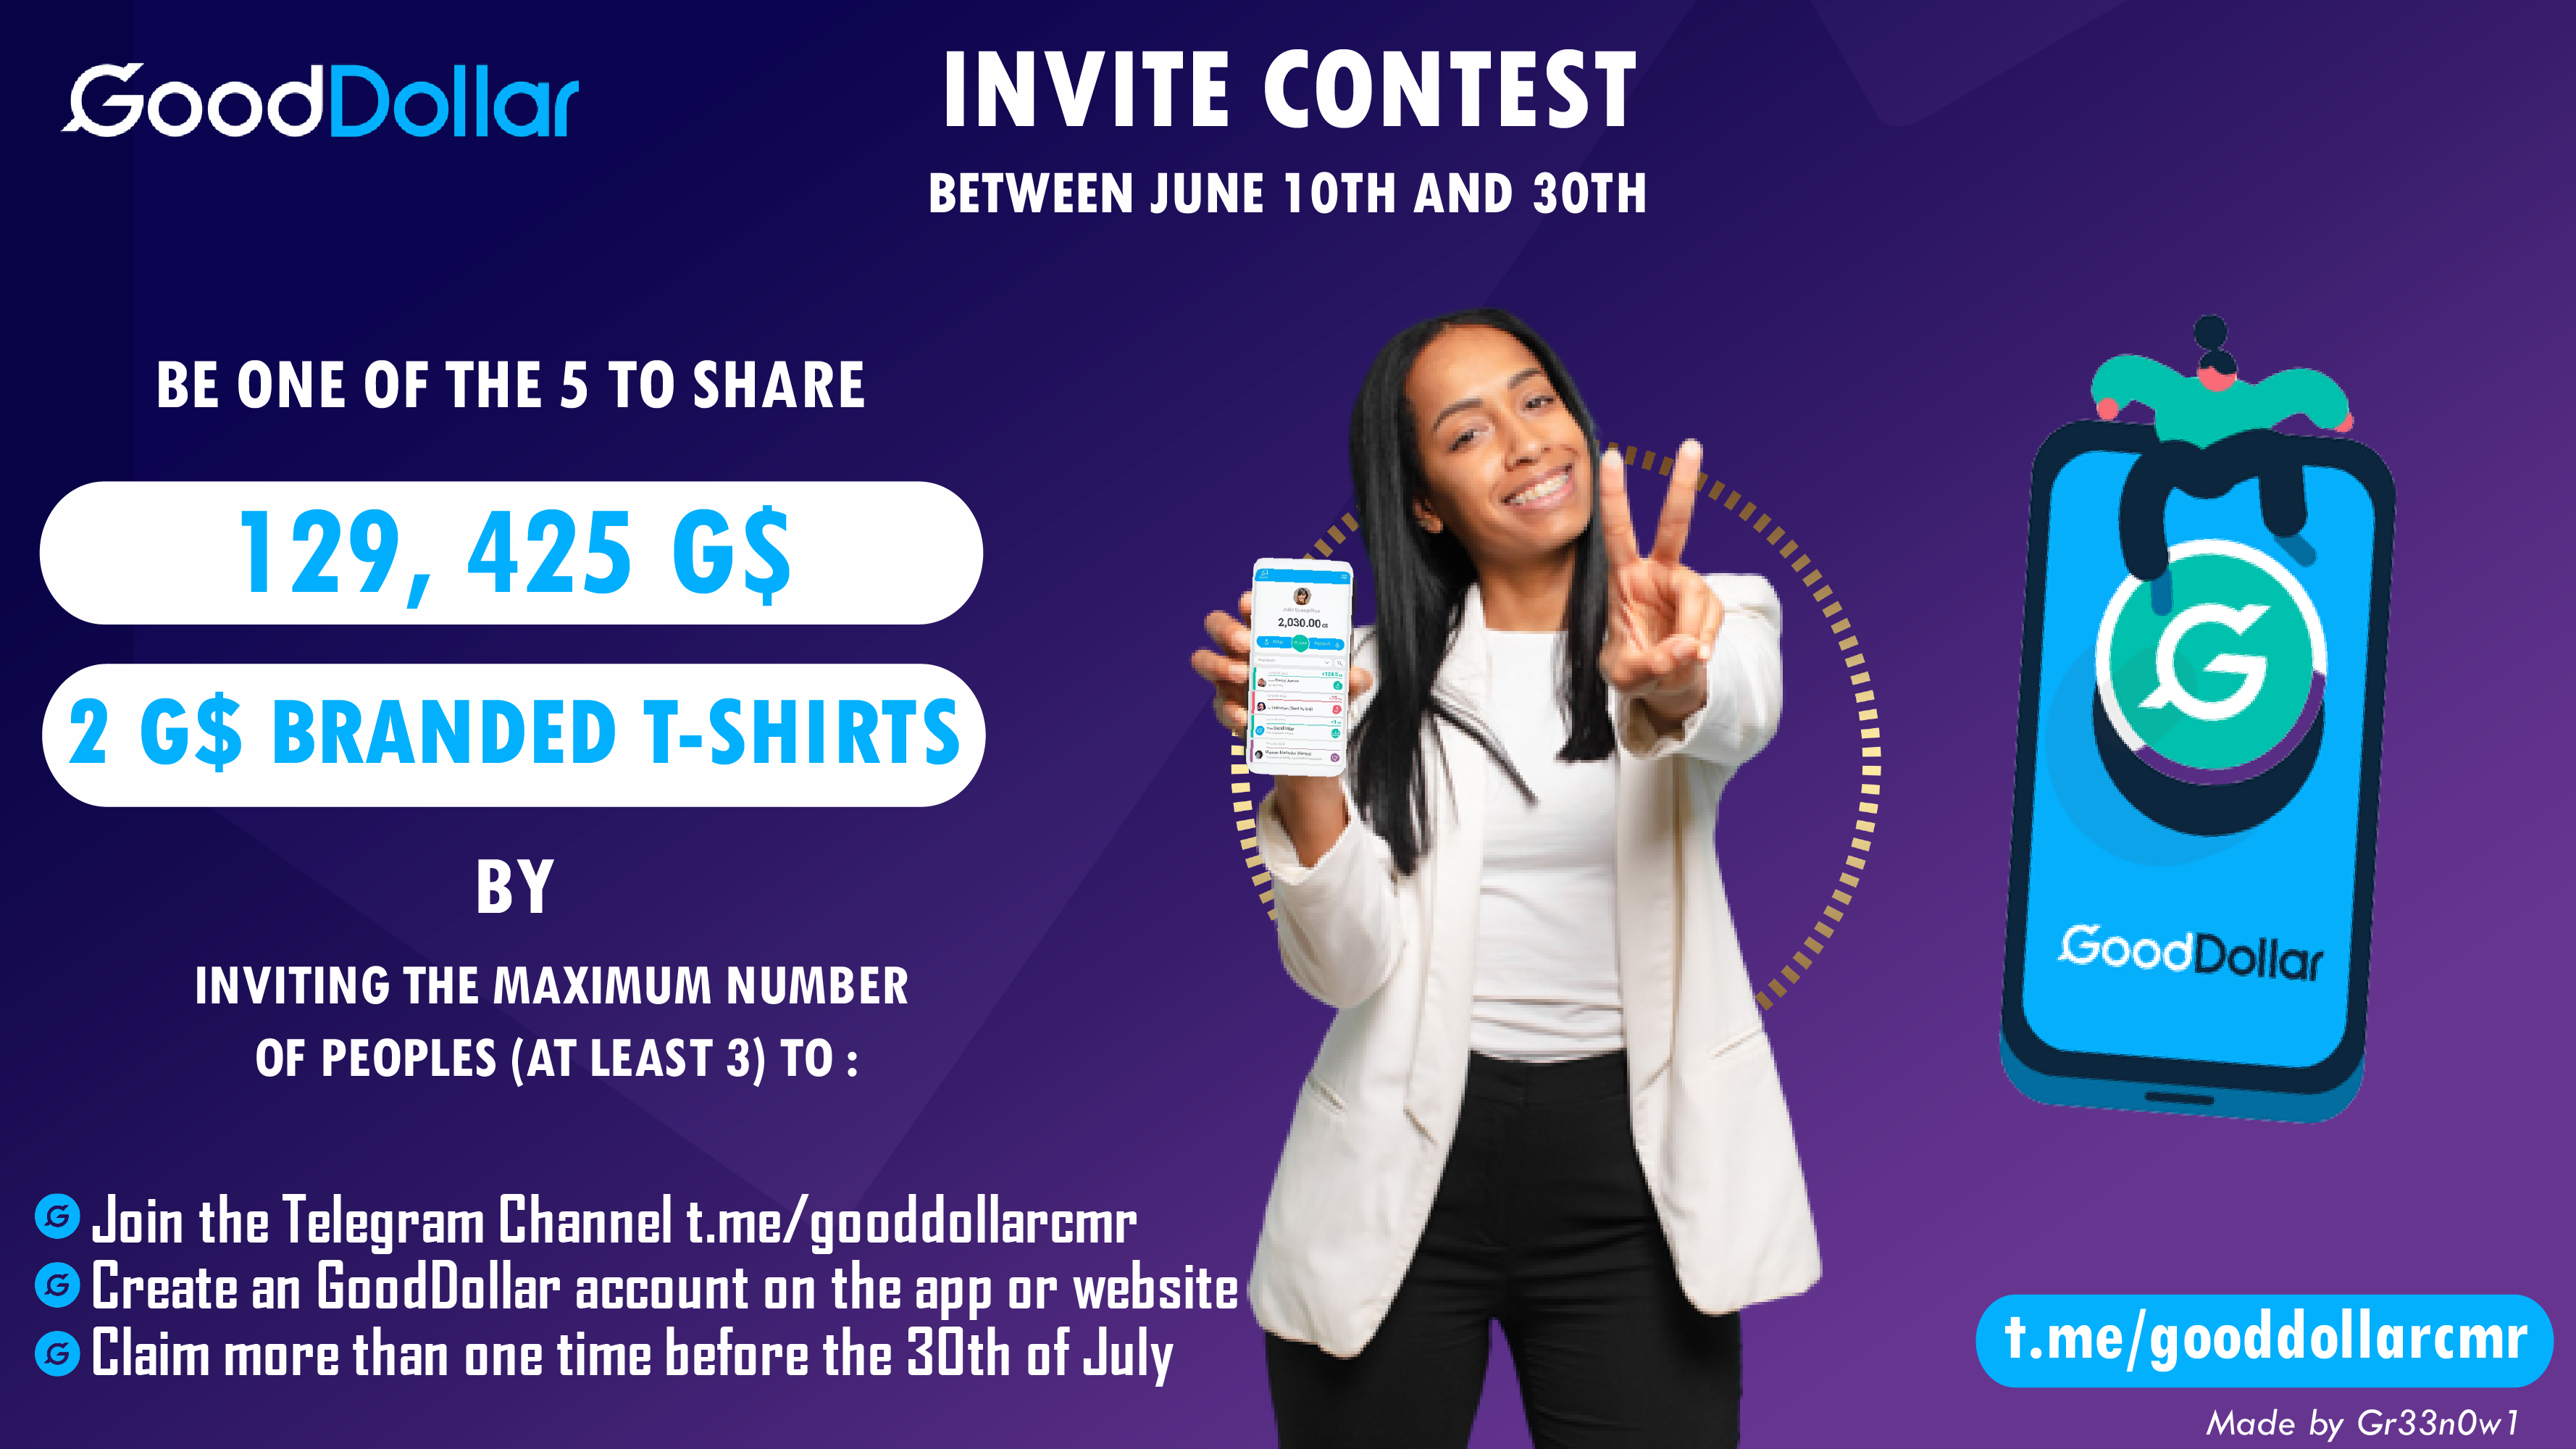 GoodDollar
INVITE CONTEST
BETWEEN JUNE 10TH AND 30TH
BE ONE OF THE 5 TO SHARE
129, 425 G$
2 G$ BRANDED T-SHIRTS
BY
INVITING THE MAXIMUM NUMBER
OF PEOPLES (AT LEAST 3) TO :
Join the Telegram Channel t.me/gooddollarcmr
Create an GoodDollar account on the app or website
Claim more than one time before the 30th of July
2,030.00
GoodDollar
t.me/gooddollarcmr
Made by Gr33n0w1